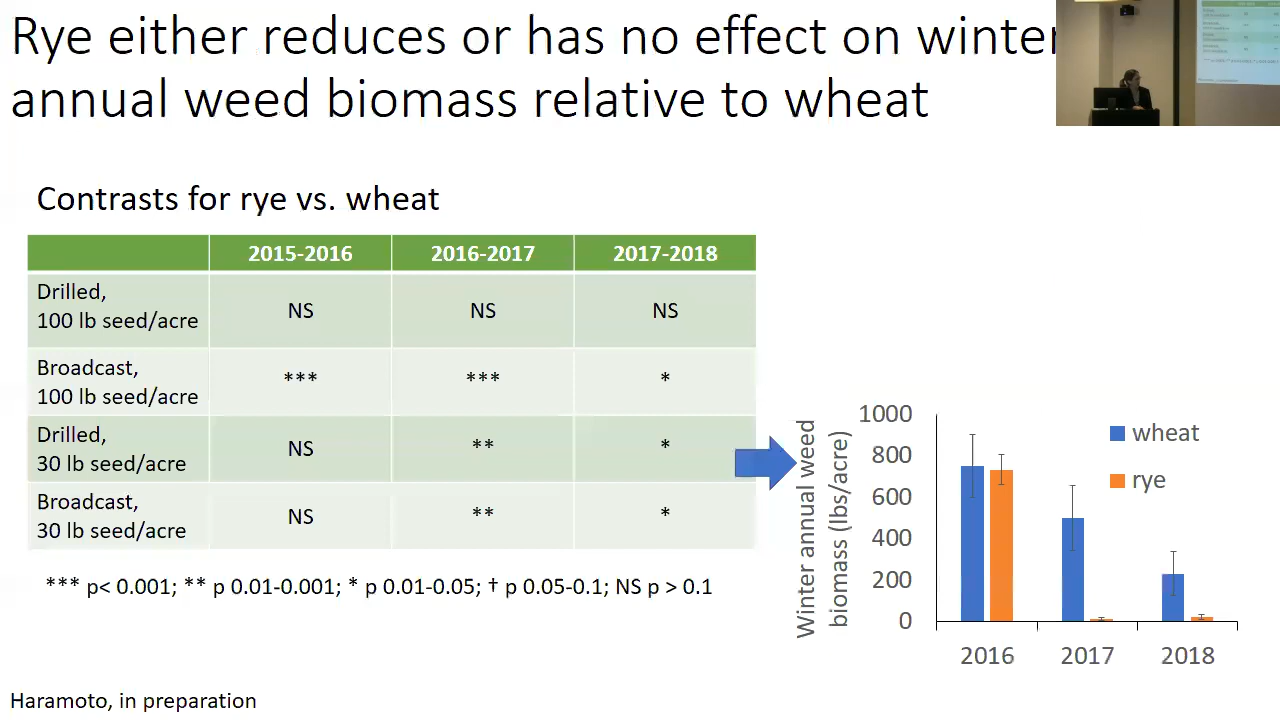 Rye either reduces or has no effect on winter
annual weed biomass relative to wheat
Contrasts for rye vs. wheat
2015-2016 2016-2017 2017-2018
Drilled,
100 lb seed/acre NS NS NS
Broadcast,
100 lb seed/acre *** *** *
Drilled,
30 lb seed/acre NS ** *
Broadcast,
30 lb seed/acre NS ** *
*** p< 0.001; ** p 0.01-0.001; * p 0.01-0.05; † p 0.05-0.1; NS p > 0.1
Winter annual weed
biomass (lbs/acre)
1000
800
600
400
200
0
wheat
rye
2016 2017 2018
Haramoto, in preparation